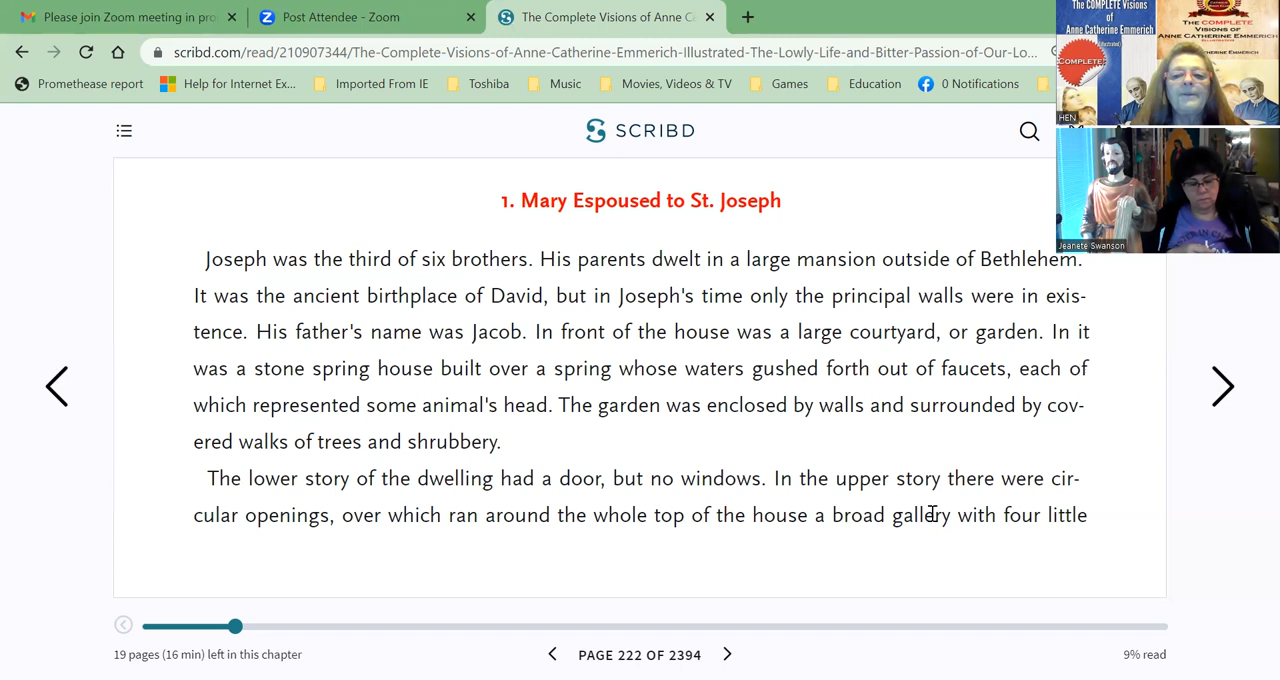 Please join Zoom meeting in pro
Post Attendee - Zoom
The Complete Visions of Anne C
scribd.com/read/210907344/The-Complete-Visions-of-Anne-Catherine-Emmerich-Illustrated-The-Lowly-Life-and-Bitter-Passion-of-Our-Lo...
Promethease report
Help for Internet Ex...
Imported From IE
Toshiba
Music
Movies, Videos & TV
Games
Education
0 Notifications
The COMPLETE Visions
of
Anne Catherine Emmerich
COMPLETE!
The COMPLETE
VISIONS OF
ANNE CATHERINE EMMERICH
HEN
Jeanete Swanson
SCRIBD
1. Mary Espoused to St. Joseph
Joseph was the third of six brothers. His parents dwelt in a large mansion outside of Bethlehem.
It was the ancient birthplace of David, but in Joseph's time only the principal walls were in exis-
tence. His father's name was Jacob. In front of the house was a large courtyard, or garden. In it
was a stone spring house built over a spring whose waters gushed forth out of faucets, each of
which represented some animal's head. The garden was enclosed by walls and surrounded by cov-
ered walks of trees and shrubbery.
The lower story of the dwelling had a door, but no windows. In the upper story there were cir-
cular openings, over which ran around the whole top of the house a broad gallery with four little
19 pages (16 min) left in this chapter
PAGE 222 OF 2394
9% read